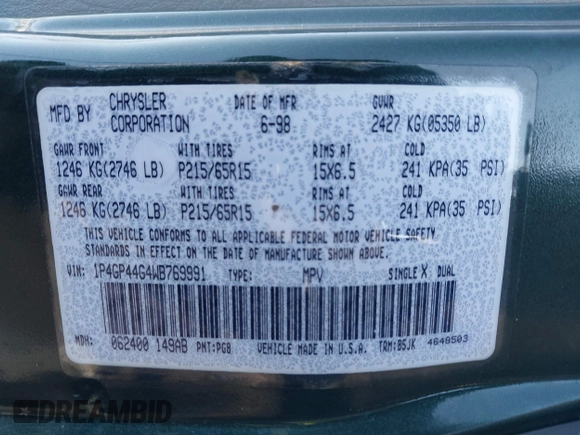 MFD BY CHRYSLER CORPORATION DATE OF MFR 6-98 GVWR 2427 KG(05350 LB)
GAWR FRONT WITH TIRES RIMS AT COLD
1246 KG(2746 LB) P215/65R15 15X6.5 241 KPA(35 PSI)
GAWR REAR WITH TIRES RIMS AT COLD
1246 KG(2746 LB) P215/65R15 15X6.5 241 KPA(35 PSI)
THIS VEHICLE CONFORMS TO ALL APPLICABLE FEDERAL MOTOR VEHICLE SAFETY
STANDARDS IN EFFECT ON THE DATE OF MANUFACTURE SHOWN ABOVE.
VIN: 1P4GP44G4WB769991 TYPE: MPV SINGLE X DUAL
MDH: 062400 149AB PNT:PG8 VEHICLE MADE IN U.S.A. TRM:B5JK 4648503
DREAMBID